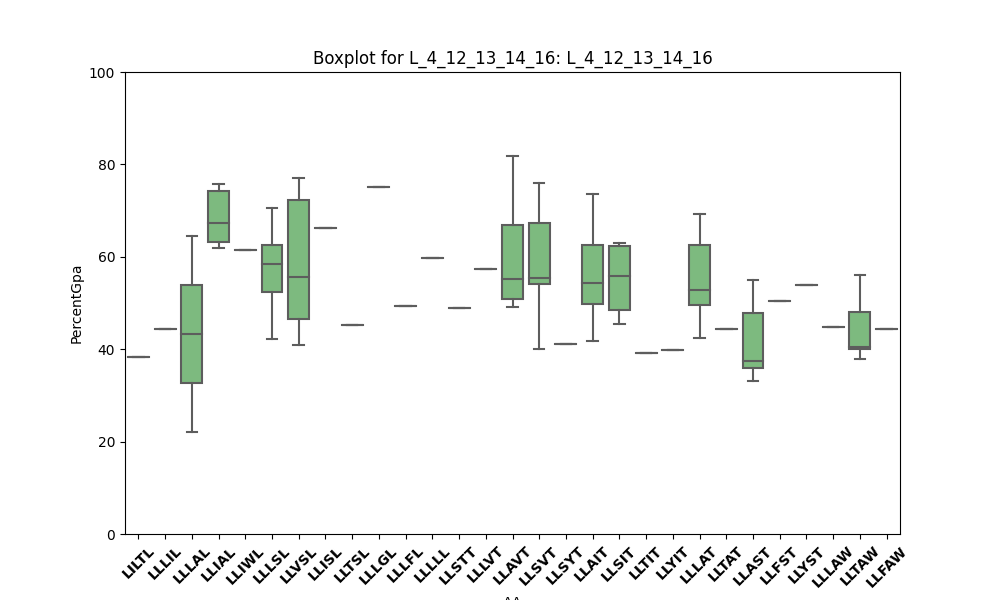 Boxplot for L_4_12_13_14_16: L_4_12_13_14_16
100
80
60
40
20
0
PercentGpa
LILTL
LLLIL
LLLAL
LLIAL
LLIWL
LLLSL
LLVSL
LLISL
LLTSL
LLLGL
LLLFL
LLLLL
LLSTT
LLLVT
LLAVT
LLSVT
LLSYT
LLAIT
LLSIT
LLTIT
LLYIT
LLLAT
LLTAT
LLAST
LLFST
LLYST
LLLAW
LLTAW
LLFAW